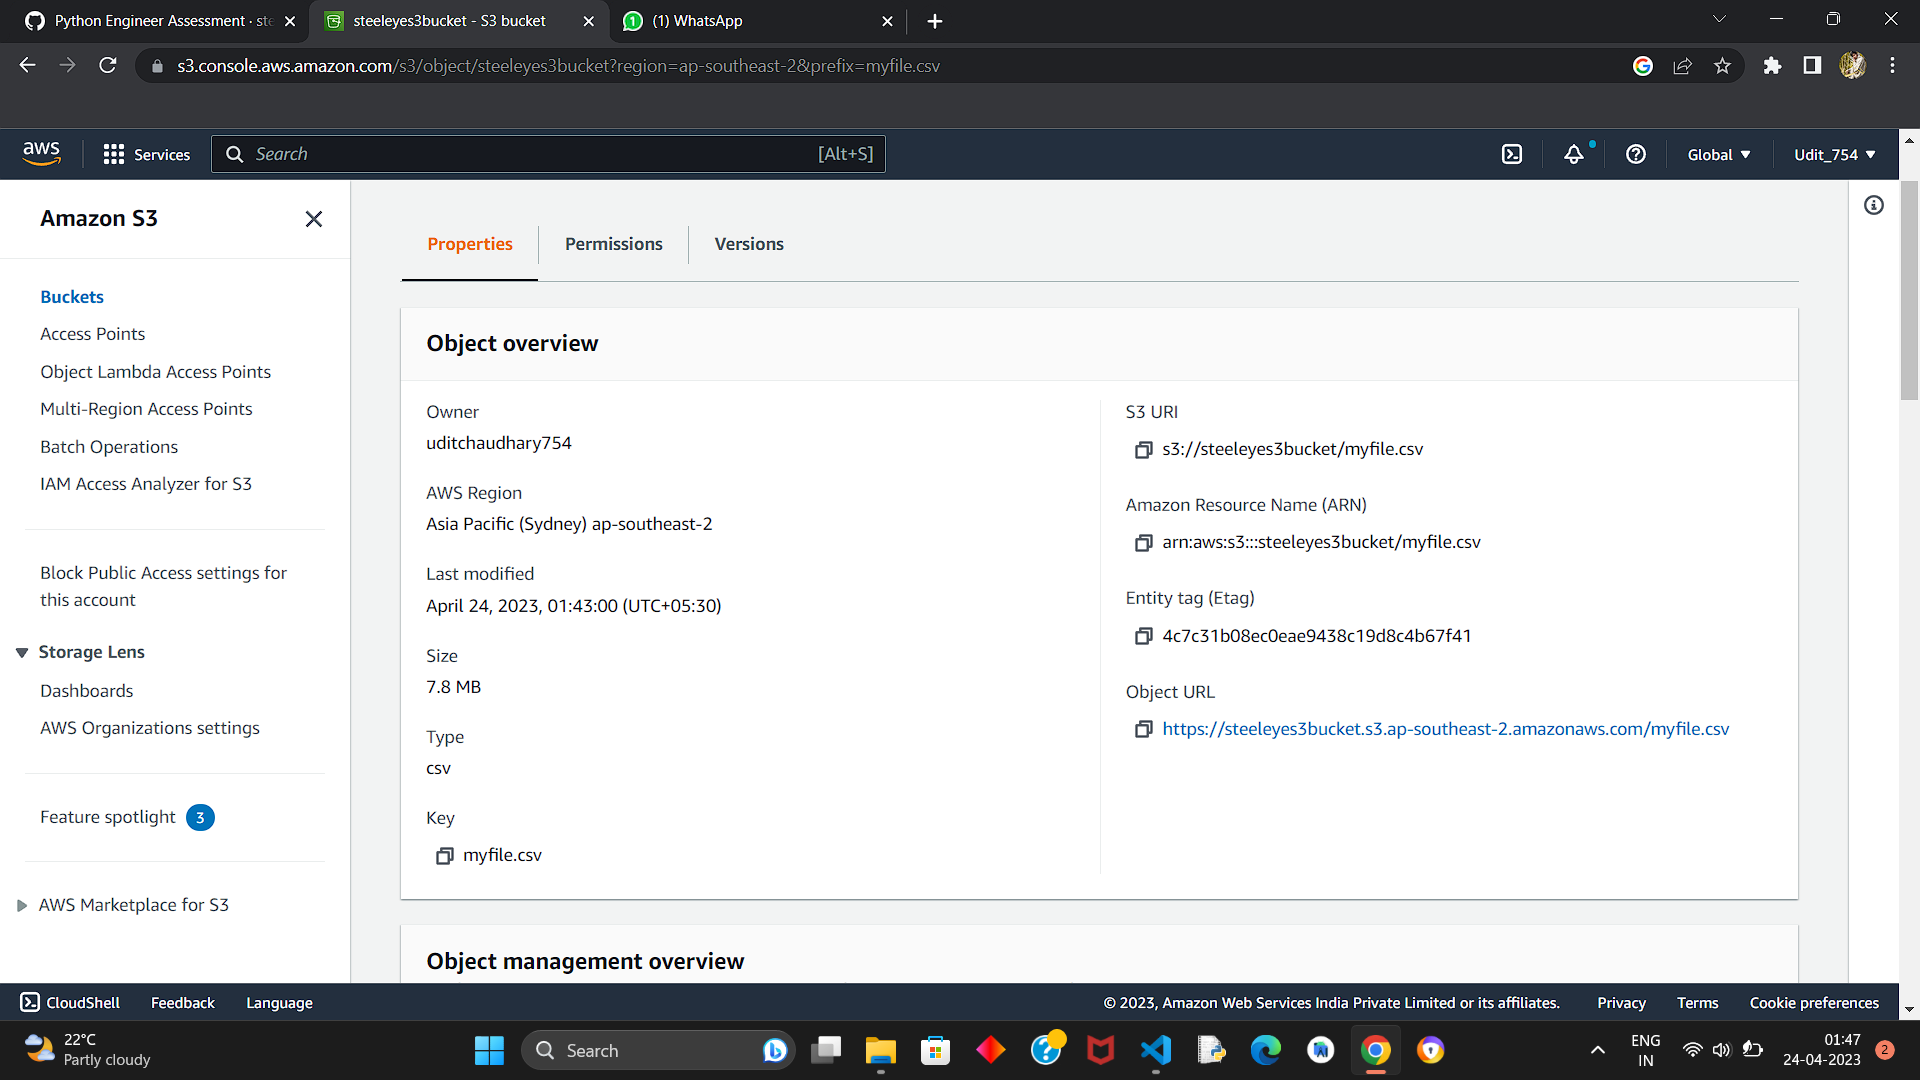 Python Engineer Assessment · ste
steeleyes3bucket - S3 bucket
(1) WhatsApp
s3.console.aws.amazon.com/s3/object/steeleyes3bucket?region=ap-southeast-2&prefix=myfile.csv
aws
Services
Search
[Alt+S]
Global
Udit_754
Amazon S3
Buckets
Access Points
Object Lambda Access Points
Multi-Region Access Points
Batch Operations
IAM Access Analyzer for S3
Block Public Access settings for
this account
Storage Lens
Dashboards
AWS Organizations settings
Feature spotlight 3
AWS Marketplace for S3
Properties
Permissions
Versions
Object overview
Owner
uditchaudhary754
AWS Region
Asia Pacific (Sydney) ap-southeast-2
Last modified
April 24, 2023, 01:43:00 (UTC+05:30)
Size
7.8 MB
Type
csv
Key
myfile.csv
S3 URI
s3://steeleyes3bucket/myfile.csv
Amazon Resource Name (ARN)
arn:aws:s3:::steeleyes3bucket/myfile.csv
Entity tag (Etag)
4c7c31b08ec0eae9438c19d8c4b67f41
Object URL
https://steeleyes3bucket.s3.ap-southeast-2.amazonaws.com/myfile.csv
Object management overview
CloudShell
Feedback
Language
© 2023, Amazon Web Services India Private Limited or its affiliates.
Privacy
Terms
Cookie preferences
22°C
Partly cloudy
Search
ENG
IN
01:47
24-04-2023
2